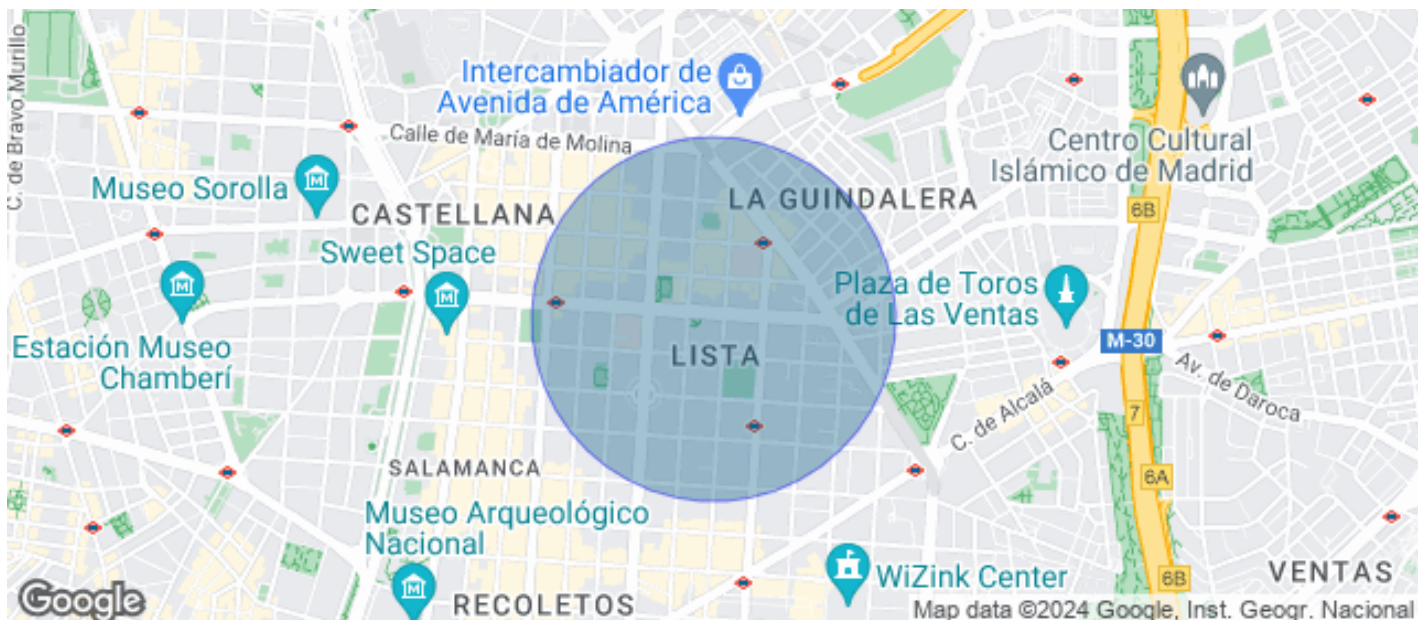 C. de Bravo Murillo
Intercambiador de
Avenida de América
Calle de María de Molina
Centro Cultural
Islámico de Madrid
Museo Sorolla
CASTELLANA
LA GUINDALERA
6B
Sweet Space
Plaza de Toros
de Las Ventas
Estación Museo
Chamberí
LISTA
M-30
Av. de Daroca
C. de Alcalá
7
SALAMANCA
6A
Museo Arqueológico
Nacional
WiZink Center
6B
VENTAS
Google
RECOLETOS
Map data ©2024 Google, Inst. Geogr. Nacional